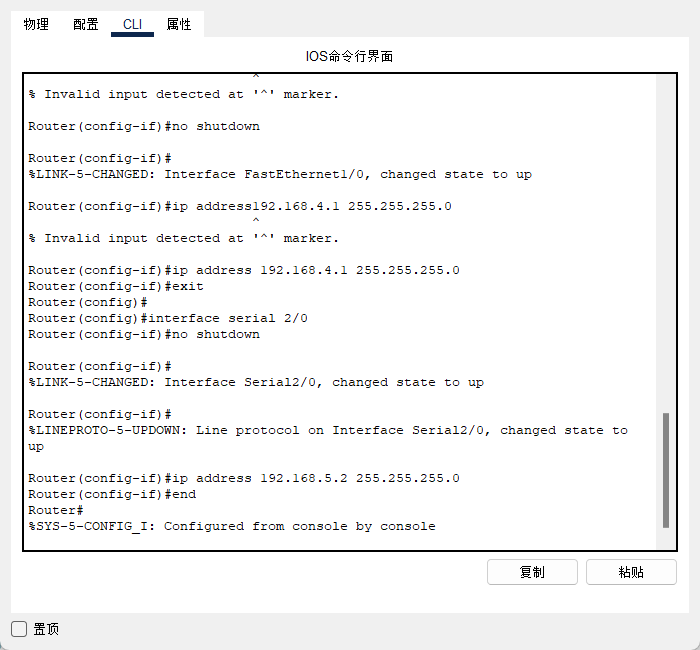 物理 配置 CLI 属性
IOS命令行界面
^
% Invalid input detected at '^' marker.
Router(config-if)#no shutdown
Router(config-if)#
%LINK-5-CHANGED: Interface FastEthernet1/0, changed state to up
Router(config-if)#ip address192.168.4.1 255.255.255.0
^
% Invalid input detected at '^' marker.
Router(config-if)#ip address 192.168.4.1 255.255.255.0
Router(config-if)#exit
Router(config)#
Router(config)#interface serial 2/0
Router(config-if)#no shutdown
Router(config-if)#
%LINK-5-CHANGED: Interface Serial2/0, changed state to up
Router(config-if)#
%LINEPROTO-5-UPDOWN: Line protocol on Interface Serial2/0, changed state to
up
Router(config-if)#ip address 192.168.5.2 255.255.255.0
Router(config-if)#end
Router#
%SYS-5-CONFIG_I: Configured from console by console
复制 粘贴
置顶